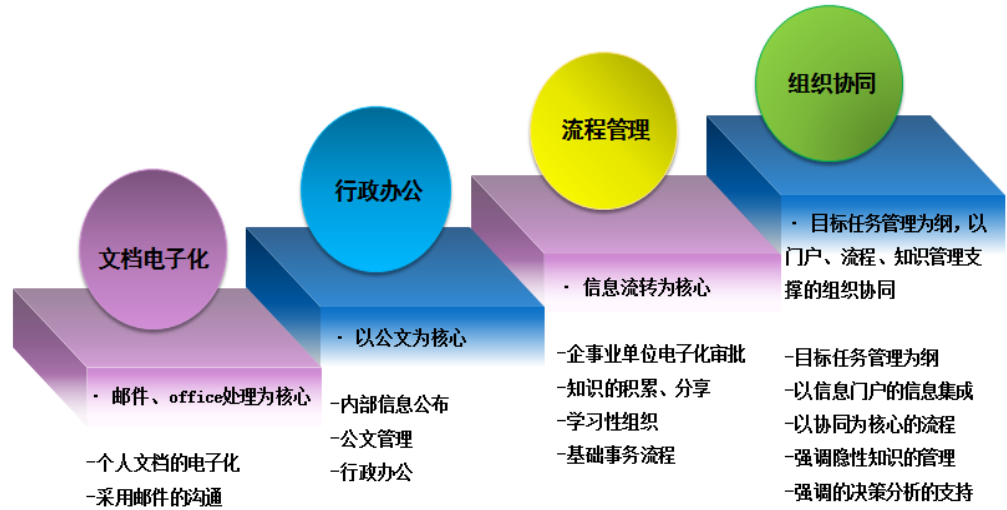 文档电子化
· 邮件、office处理为核心
-个人文档的电子化
-采用邮件的沟通
行政办公
· 以公文为核心
-内部信息公布
-公文管理
-行政办公
流程管理
· 信息流转为核心
-企事业单位电子化审批
-知识的积累、分享
-学习性组织
-基础事务流程
组织协同
· 目标任务管理为纲，以
门户、流程、知识管理支
撑的组织协同
-目标任务管理为纲
-以信息门户的信息集成
-以协同为核心的流程
-强调隐性知识的管理
-强调的决策分析的支持